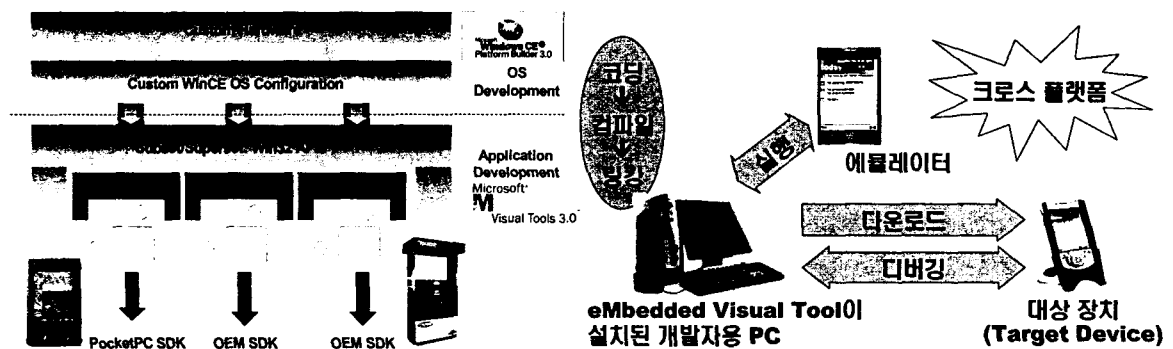 Microsoft
Windows CE®
Platform Builder 3.0
OS
Development
Custom WinCE OS Configuration
Application
Development
Microsoft
Visual Tools 3.0
PocketPC SDK
OEM SDK
OEM SDK
코딩
컴파일
링킹
실행
today
에뮬레이터
크로스 플랫폼
다운로드
디버깅
eMbedded Visual Tool이
설치된 개발자용 PC
대상 장치
(Target Device)